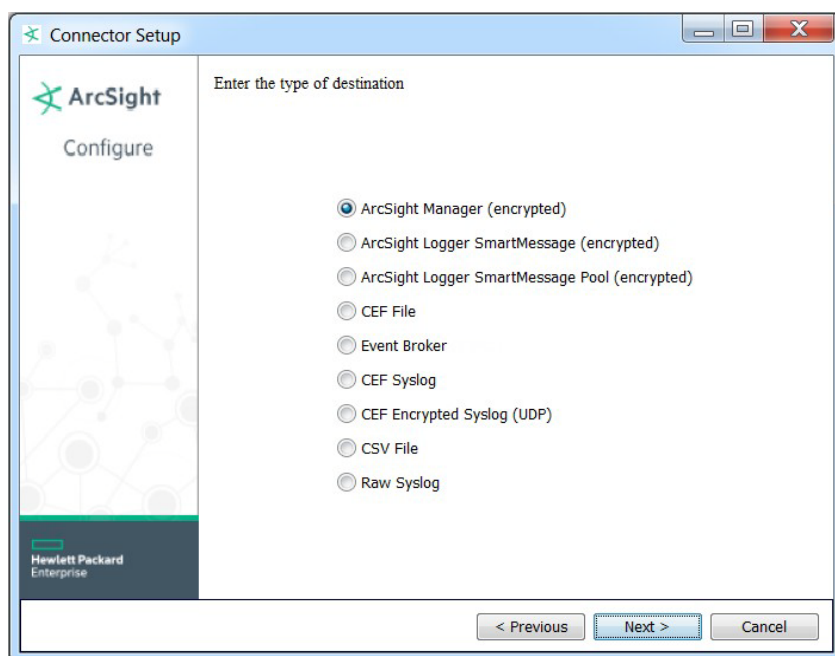 Connector Setup
ArcSight
Configure
Enter the type of destination
ArcSight Manager (encrypted)
ArcSight Logger SmartMessage (encrypted)
ArcSight Logger SmartMessage Pool (encrypted)
CEF File
Event Broker
CEF Syslog
CEF Encrypted Syslog (UDP)
CSV File
Raw Syslog
Hewlett Packard
Enterprise
< Previous
Next >
Cancel